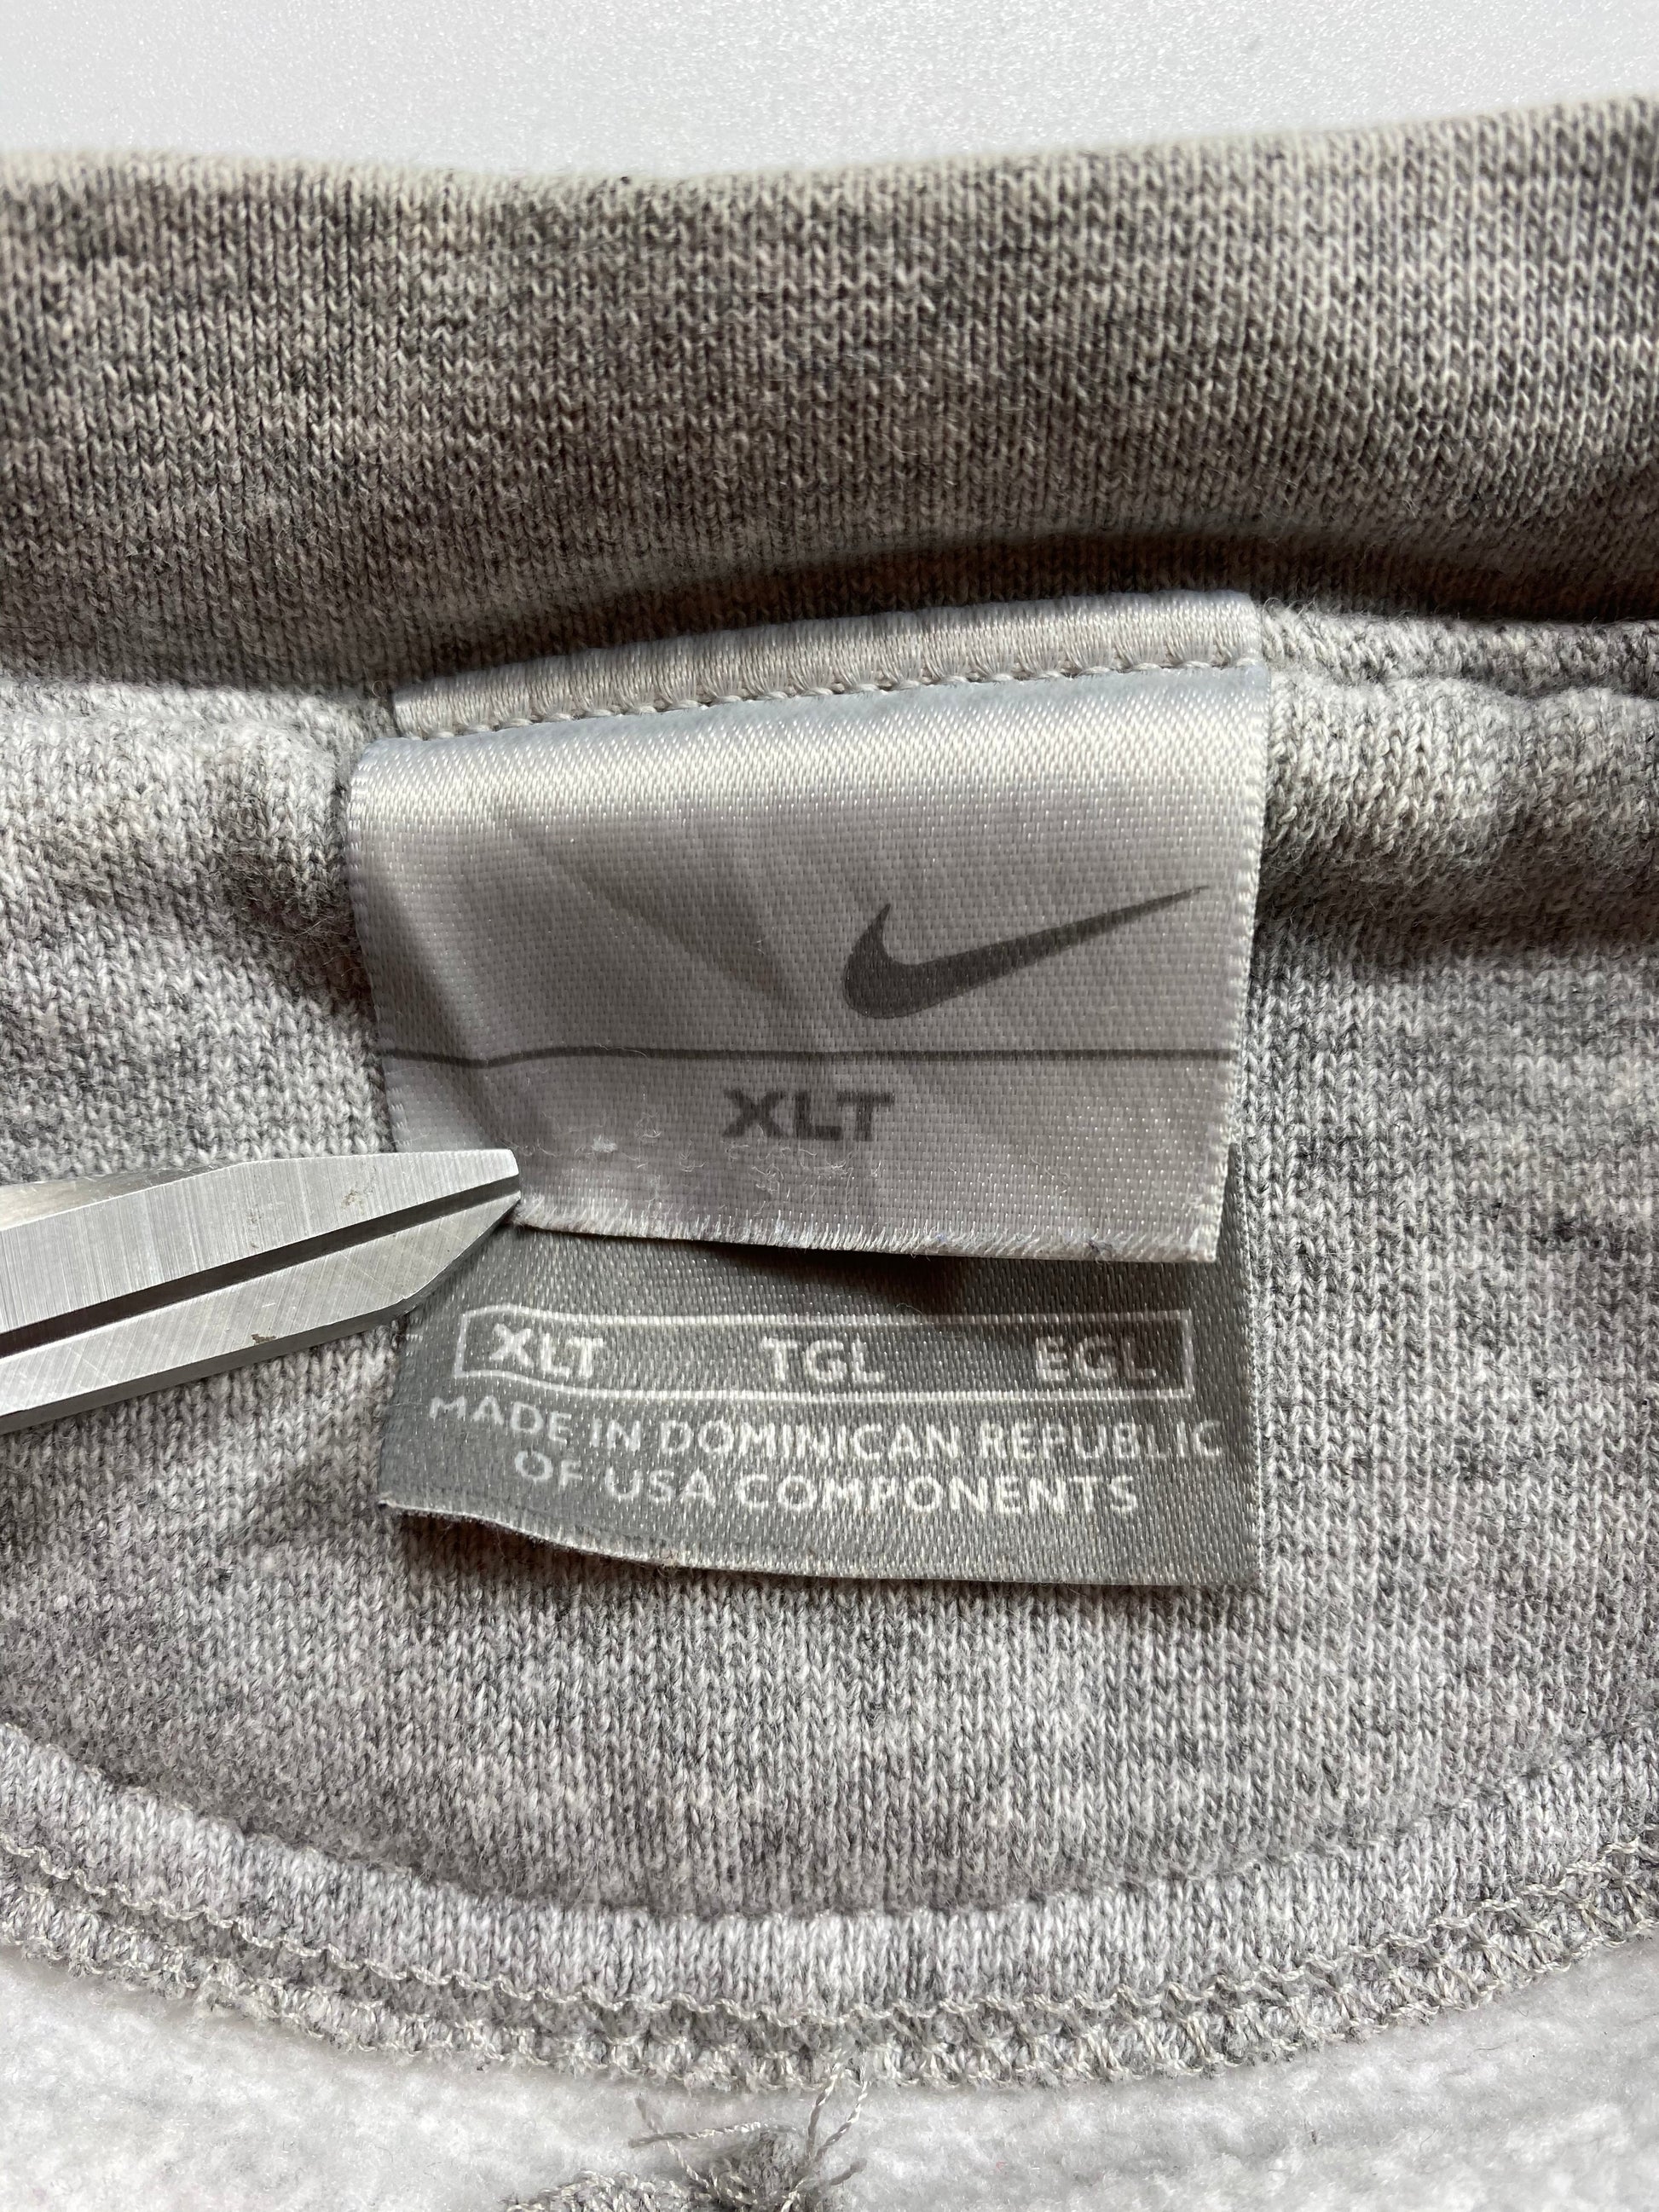 XLT
XLT TGL EGL
MADE IN DOMINICAN REPUBLIC
OF USA COMPONENTS